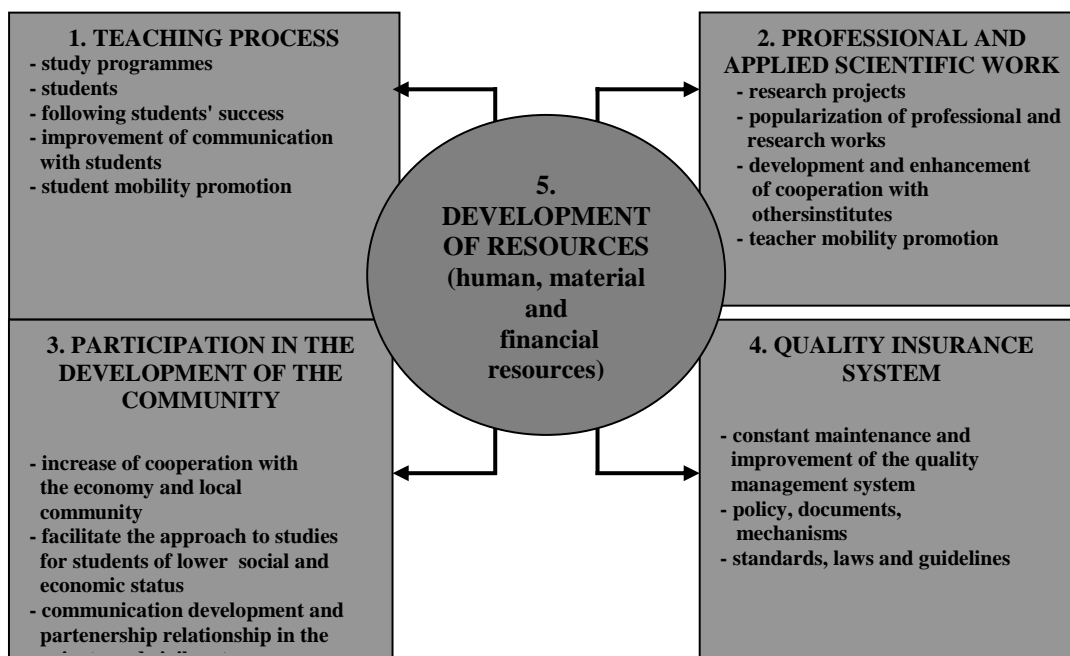 1. TEACHING PROCESS
- study programmes
- students
- following students' success
- improvement of communication
with students
- student mobility promotion
2. PROFESSIONAL AND
APPLIED SCIENTIFIC WORK
- research projects
- popularization of professional and
research works
- development and enhancement
of cooperation with
othersinstitutes
- teacher mobility promotion
5.
DEVELOPMENT
OF RESOURCES
(human, material
and
financial
resources)
3. PARTICIPATION IN THE
DEVELOPMENT OF THE
COMMUNITY
- increase of cooperation with
the economy and local
community
- facilitate the approach to studies
for students of lower social and
economic status
- communication development and
partenership relationship in the
4. QUALITY INSURANCE
SYSTEM
- constant maintenance and
improvement of the quality
management system
- policy, documents,
mechanisms
- standards, laws and guidelines